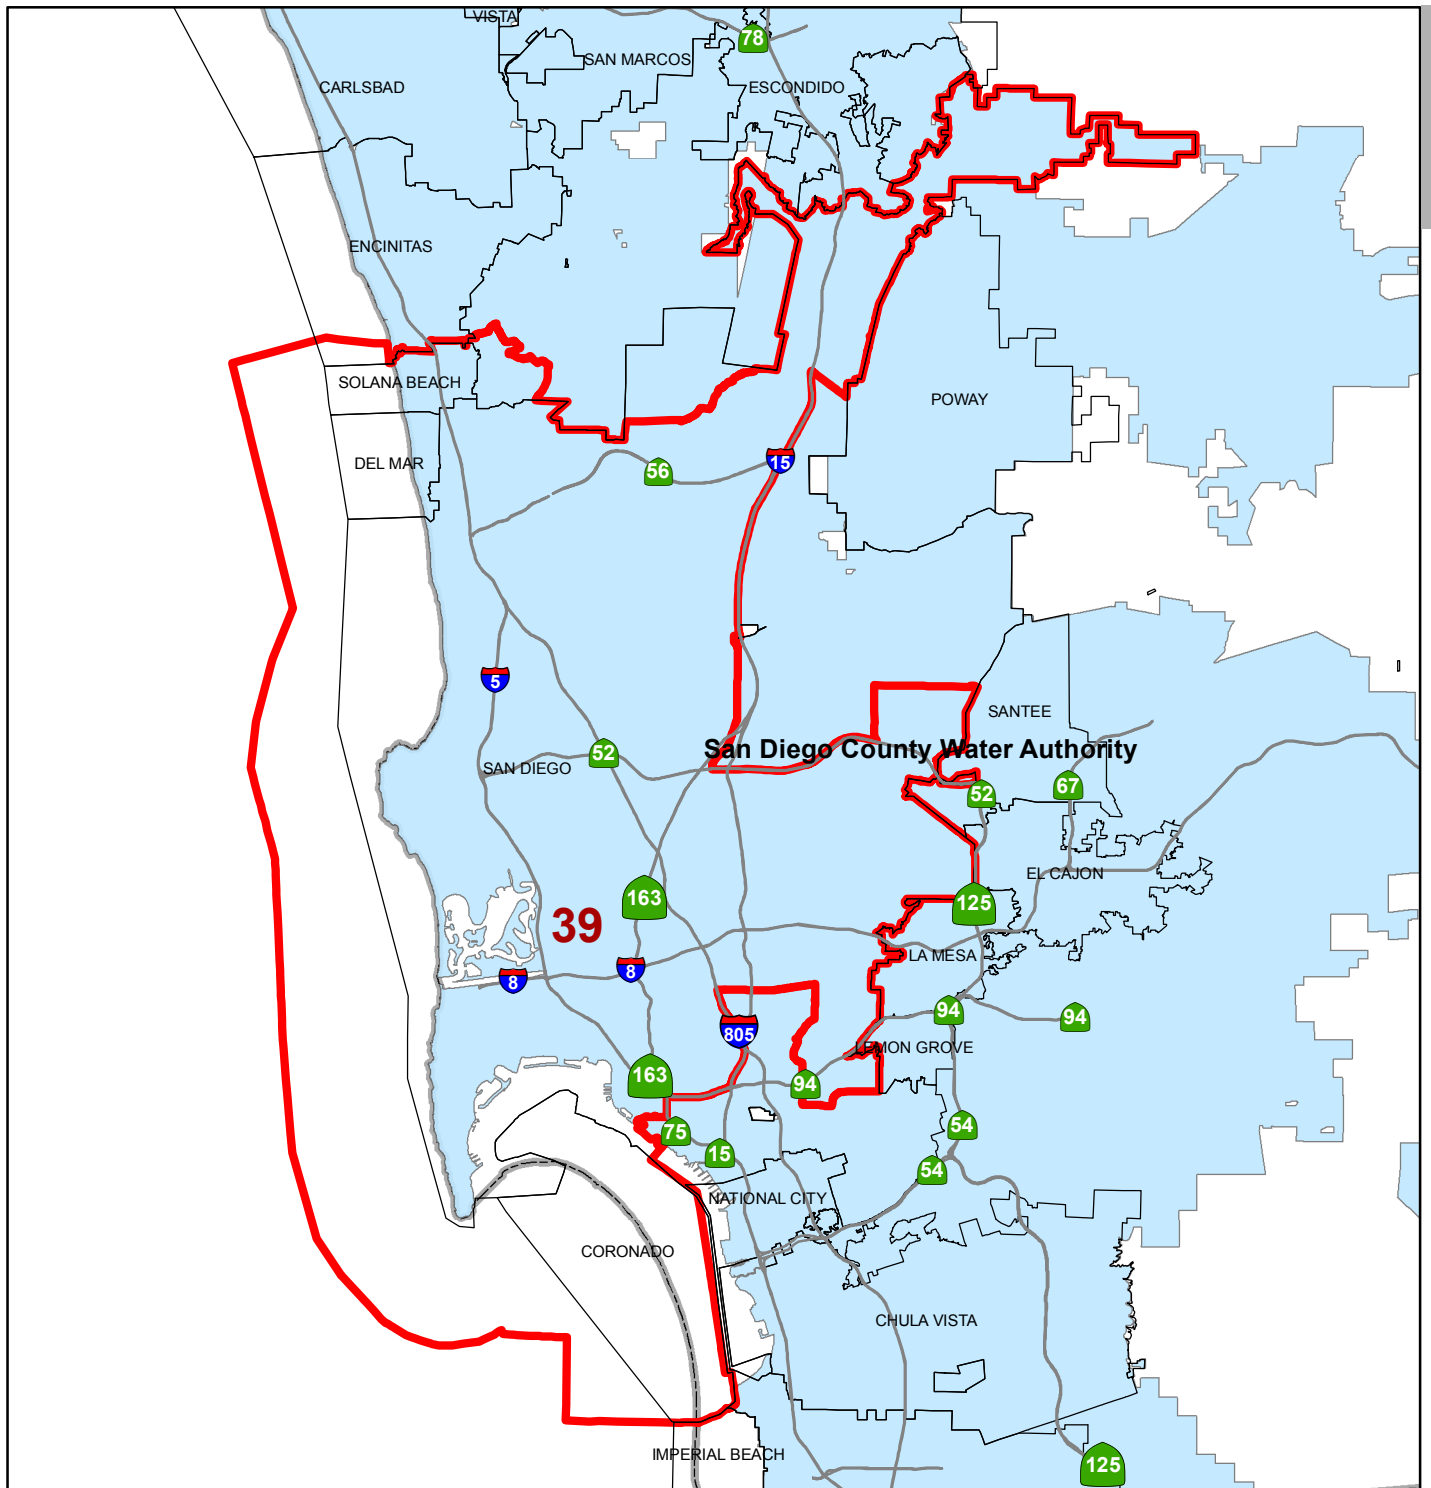 VISTA
78
SAN MARCOS
CARLSBAD
ESCONDIDO
ENCINITAS
SOLANA BEACH
POWAY
DEL MAR
15
56
5
SANTEE
San Diego County Water Authority
52
SAN DIEGO
67
52
EL CAJON
163
125
39
LA MESA
8
8
94
94
805
LEMON GROVE
163
94
54
75
15
54
NATIONAL CITY
CORONADO
CHULA VISTA
IMPERIAL BEACH
125